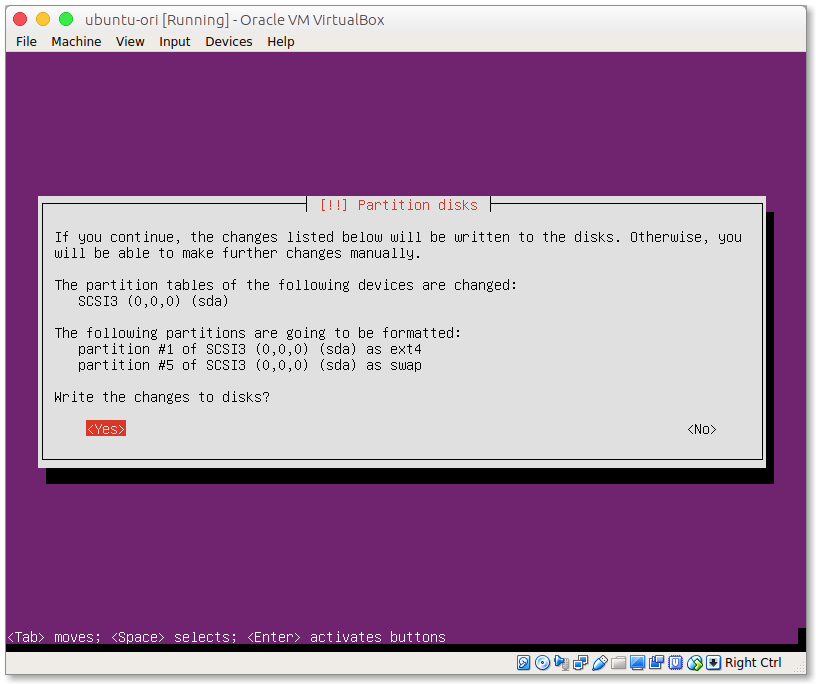 ubuntu-ori [Running] - Oracle VM VirtualBox
File Machine View Input Devices Help
[!!] Partition disks
If you continue, the changes listed below will be written to the disks. Otherwise, you
will be able to make further changes manually.
The partition tables of the following devices are changed:
SCSI3 (0,0,0) (sda)
The following partitions are going to be formatted:
partition #1 of SCSI3 (0,0,0) (sda) as ext4
partition #5 of SCSI3 (0,0,0) (sda) as swap
Write the changes to disks?
<Yes> <No>
<Tab> moves; <Space> selects; <Enter> activates buttons
Right Ctrl